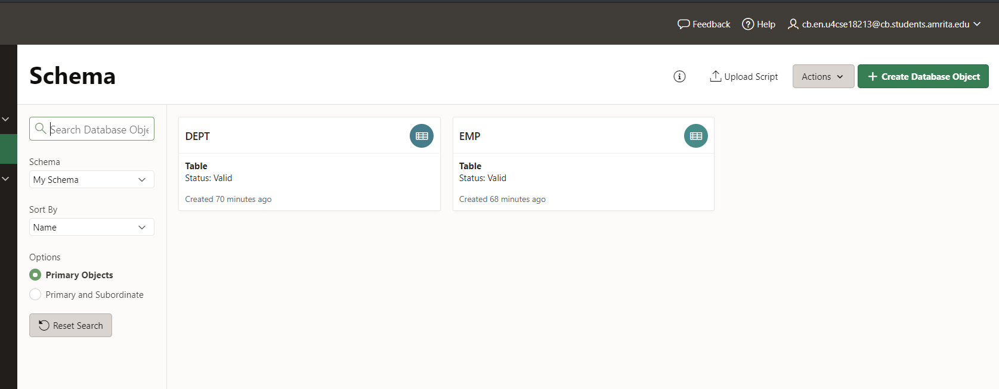 Feedback Help cb.en.u4cse18213@cb.students.amrita.edu
Schema
Upload Script Actions Create Database Object
Search Database Obje
Schema
My Schema
Sort By
Name
Options
Primary Objects
Primary and Subordinate
Reset Search
DEPT
Table
Status: Valid
Created 70 minutes ago
EMP
Table
Status: Valid
Created 68 minutes ago